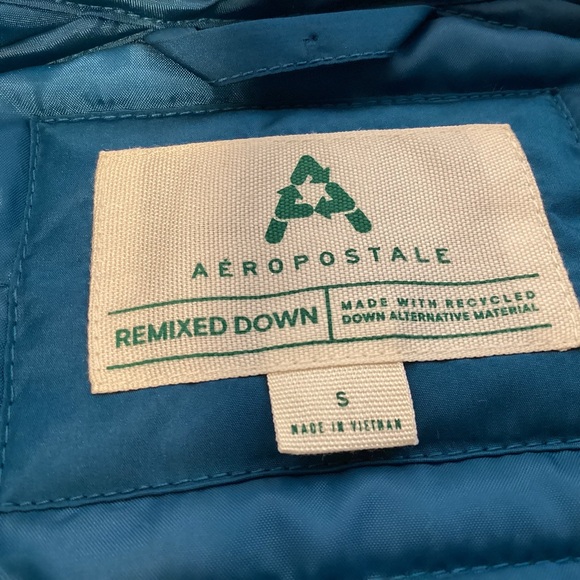 AÉROPOSTALE
REMIXED DOWN
MADE WITH RECYCLED
DOWN ALTERNATIVE MATERIAL
S
MADE IN VIETNAM